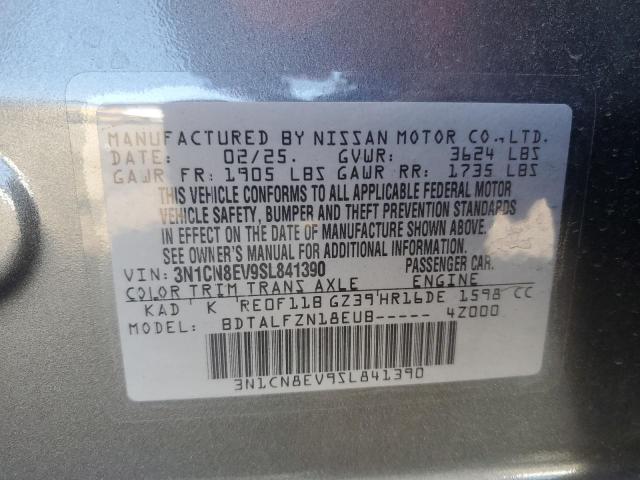 MANUFACTURED BY NISSAN MOTOR CO.,LTD.
DATE: 02/25. GVWR: 3624 LBS
GAWR FR: 1905 LBS GAWR RR: 1735 LBS
THIS VEHICLE CONFORMS TO ALL APPLICABLE FEDERAL MOTOR
VEHICLE SAFETY, BUMPER AND THEFT PREVENTION STANDARDS
IN EFFECT ON THE DATE OF MANUFACTURE SHOWN ABOVE.
SEE OWNER'S MANUAL FOR ADDITIONAL INFORMATION.
VIN: 3N1CN8EV9SL841390 PASSENGER CAR.
COLOR TRIM TRANS AXLE ENGINE
KAD K RE0F11B GZ39 HR16DE 1598 CC
MODEL: BDTALFZN18EUB----- 4Z000
3N1CN8EV9SL841390